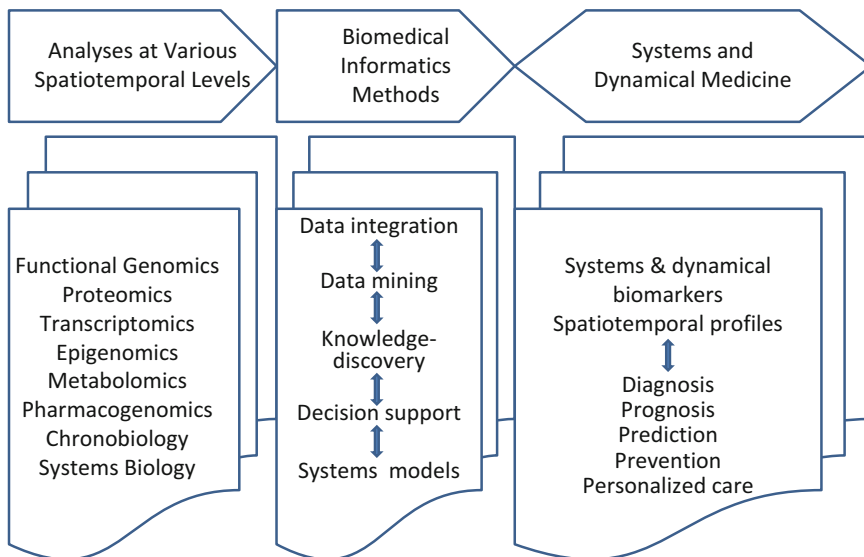 Analyses at Various
Spatiotemporal Levels
Biomedical
Informatics
Methods
Systems and
Dynamical Medicine
Functional Genomics
Proteomics
Transcriptomics
Epigenomics
Metabolomics
Pharmacogenomics
Chronobiology
Systems Biology
Data integration
Data mining
Knowledge-
discovery
Decision support
Systems models
Systems & dynamical
biomarkers
Spatiotemporal profiles
Diagnosis
Prognosis
Prediction
Prevention
Personalized care